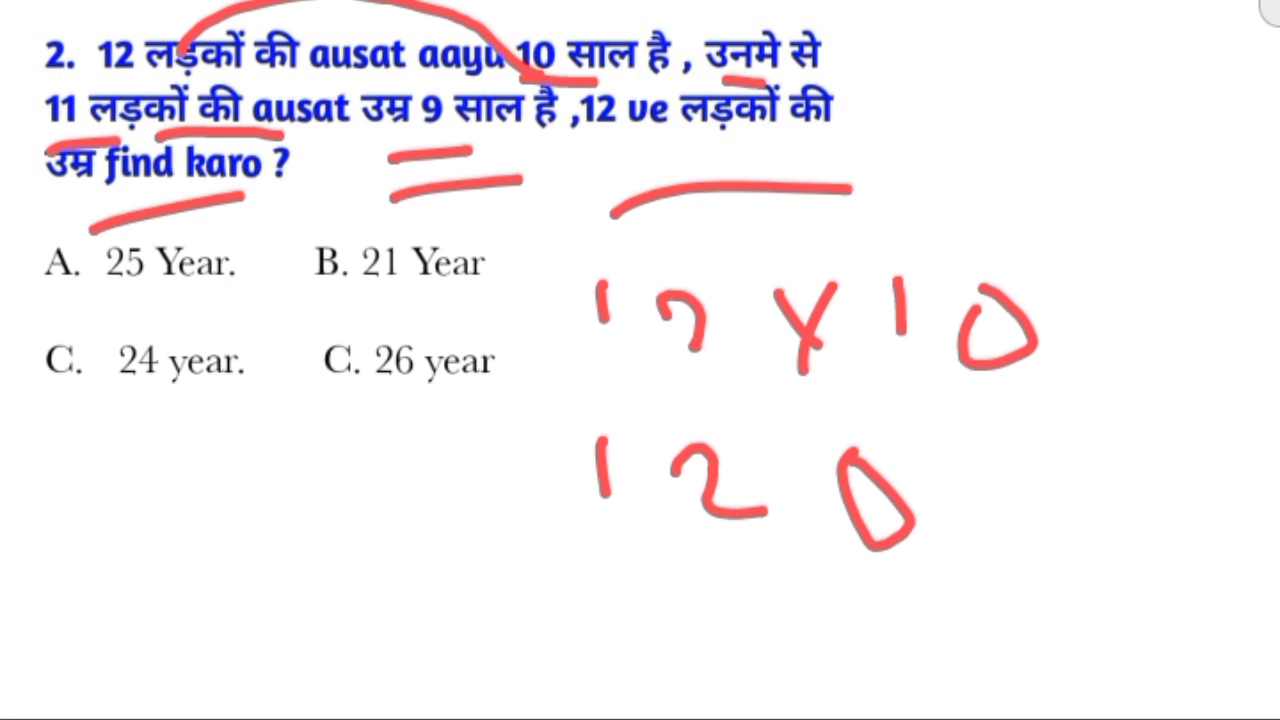 2. 12 लड़कों की ausat aayu 10 साल है , उनमे से
11 लड़कों की ausat उम्र 9 साल है ,12 ve लड़कों की
उम्र find karo ?
A. 25 Year. B. 21 Year
C. 24 year. C. 26 year
12 x 10
120